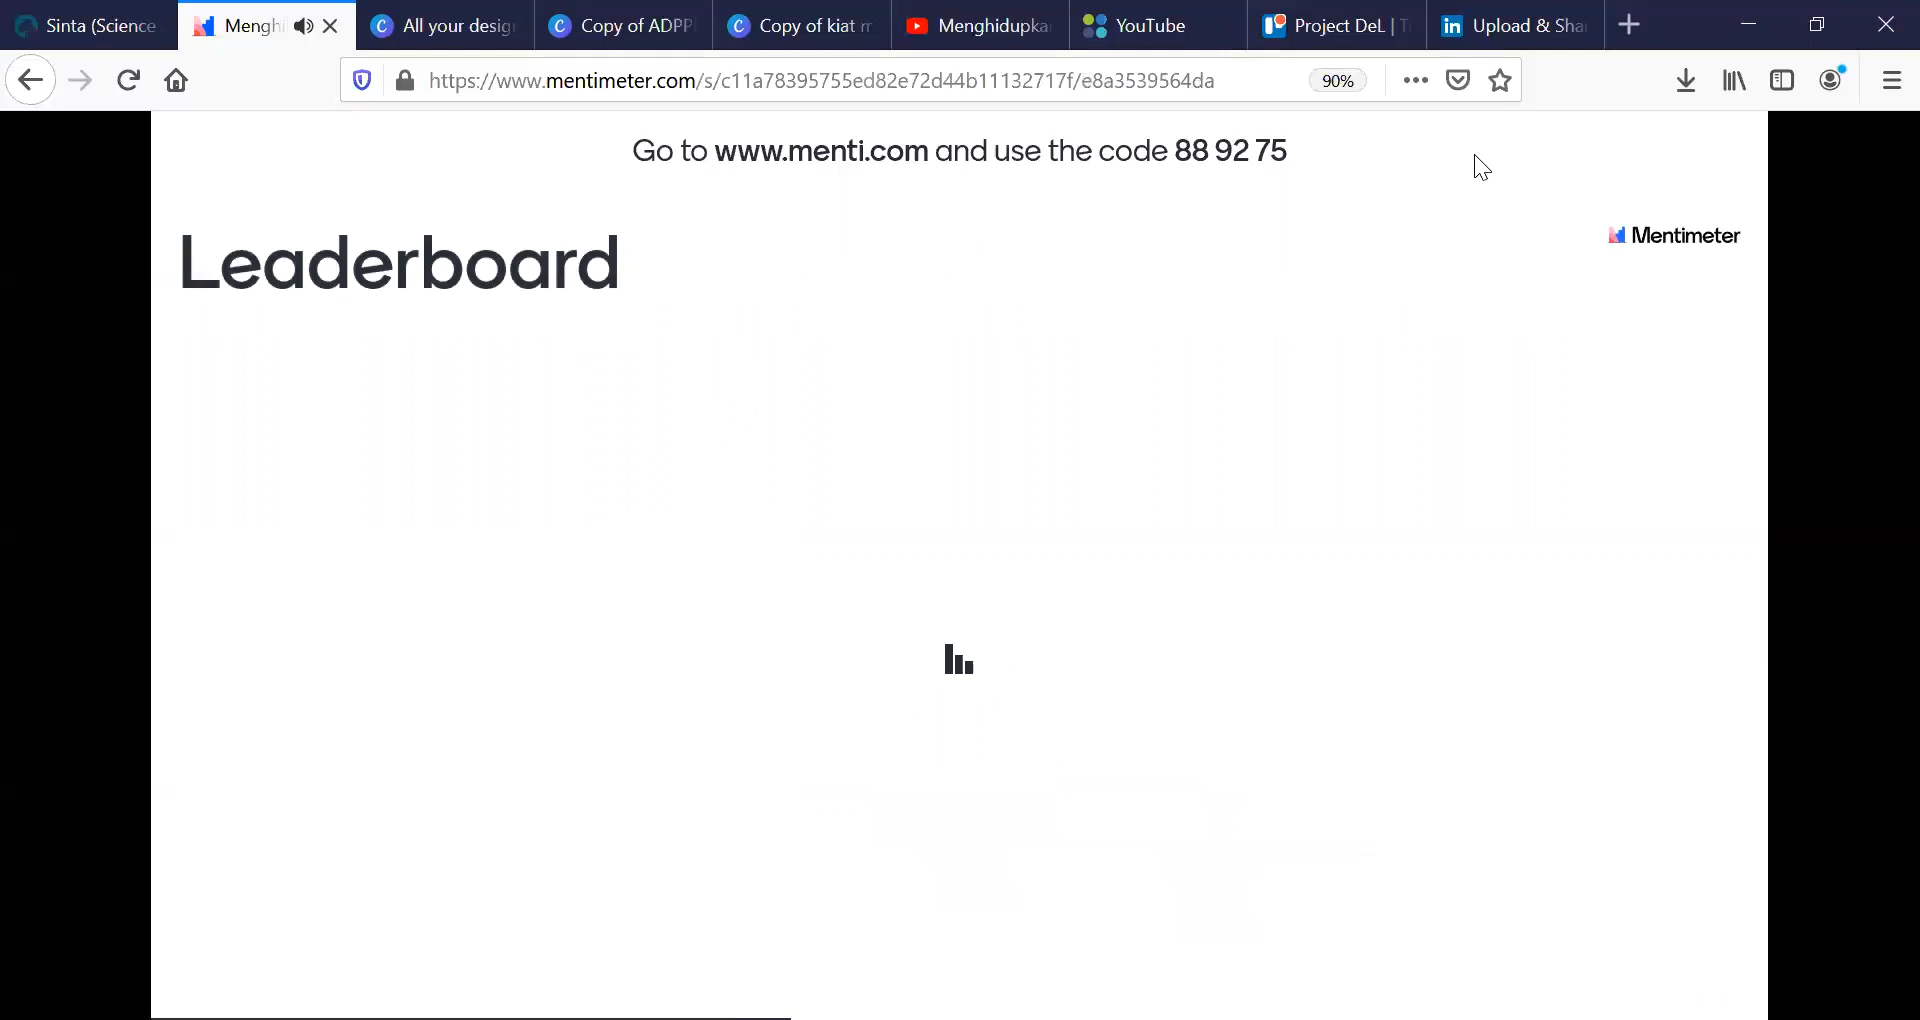 Sinta (Science
Menghi
All your desig
Copy of ADPP
Copy of kiat m
Menghidupka
YouTube
Project DeL | T
Upload & Sha
https://www.mentimeter.com/s/c11a78395755ed82e72d44b11132717f/e8a3539564da
90%
Go to www.menti.com and use the code 88 92 75
Mentimeter
Leaderboard